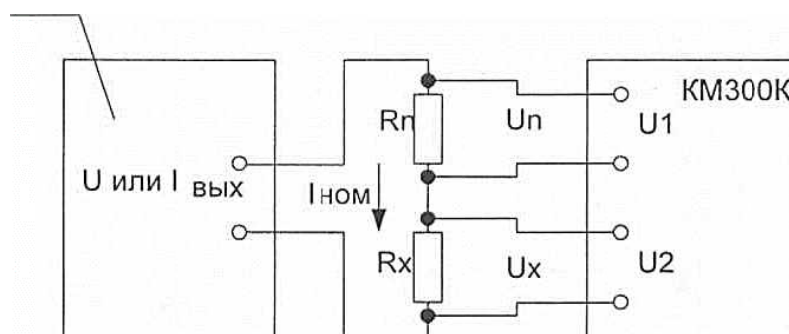 КМ300К
Rn
Un
U1
U или I вых
Iном
Rx
Ux
U2